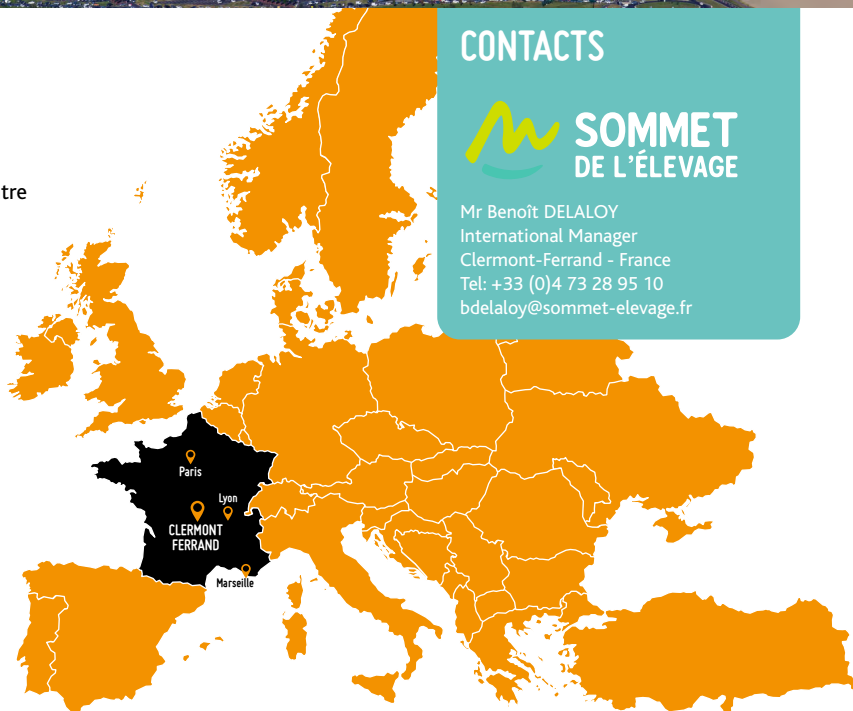 CONTACTS
SOMMET
DE L'ÉLEVAGE
tre
Mr Benoît DELALOY
International Manager
Clermont-Ferrand - France
Tel: +33 (0)4 73 28 95 10
bdelaloy@sommet-elevage.fr
Paris
Lyon
CLERMONT
FERRAND
Marseille